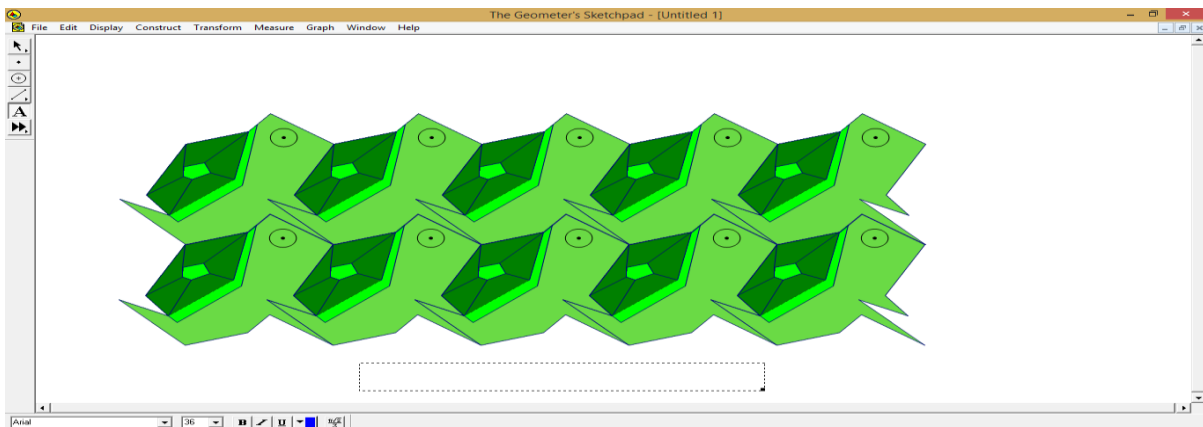 The Geometer's Sketchpad - [Untitled 1]
File Edit Display Construct Transform Measure Graph Window Help
A
Arial 36 B I U